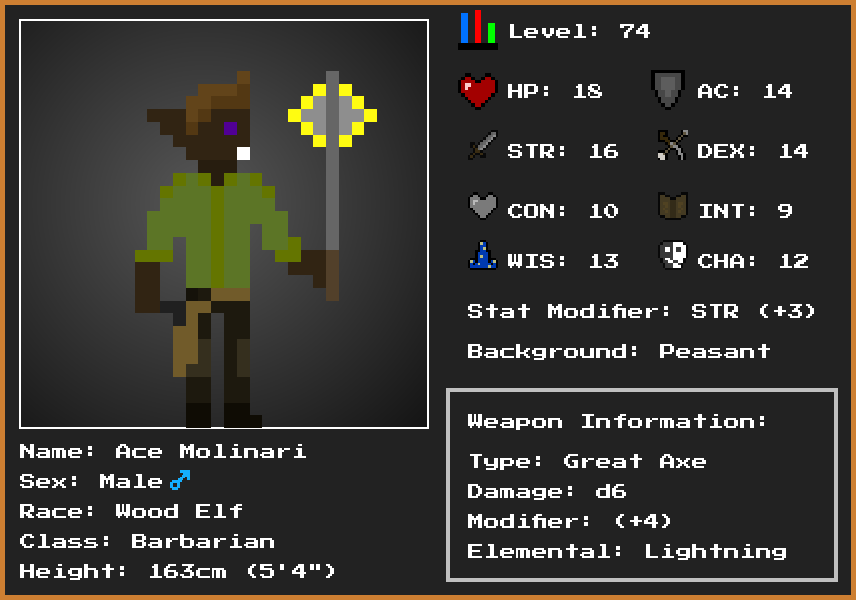 Level: 74
HP: 18
AC: 14
STR: 16
DEX: 14
CON: 10
INT: 9
WIS: 13
CHA: 12
Stat Modifier: STR (+3)
Background: Peasant
Weapon Information:
Type: Great Axe
Damage: d6
Modifier: (+4)
Elemental: Lightning
Name: Ace Molinari
Sex: Male ♂
Race: Wood Elf
Class: Barbarian
Height: 163cm (5'4")